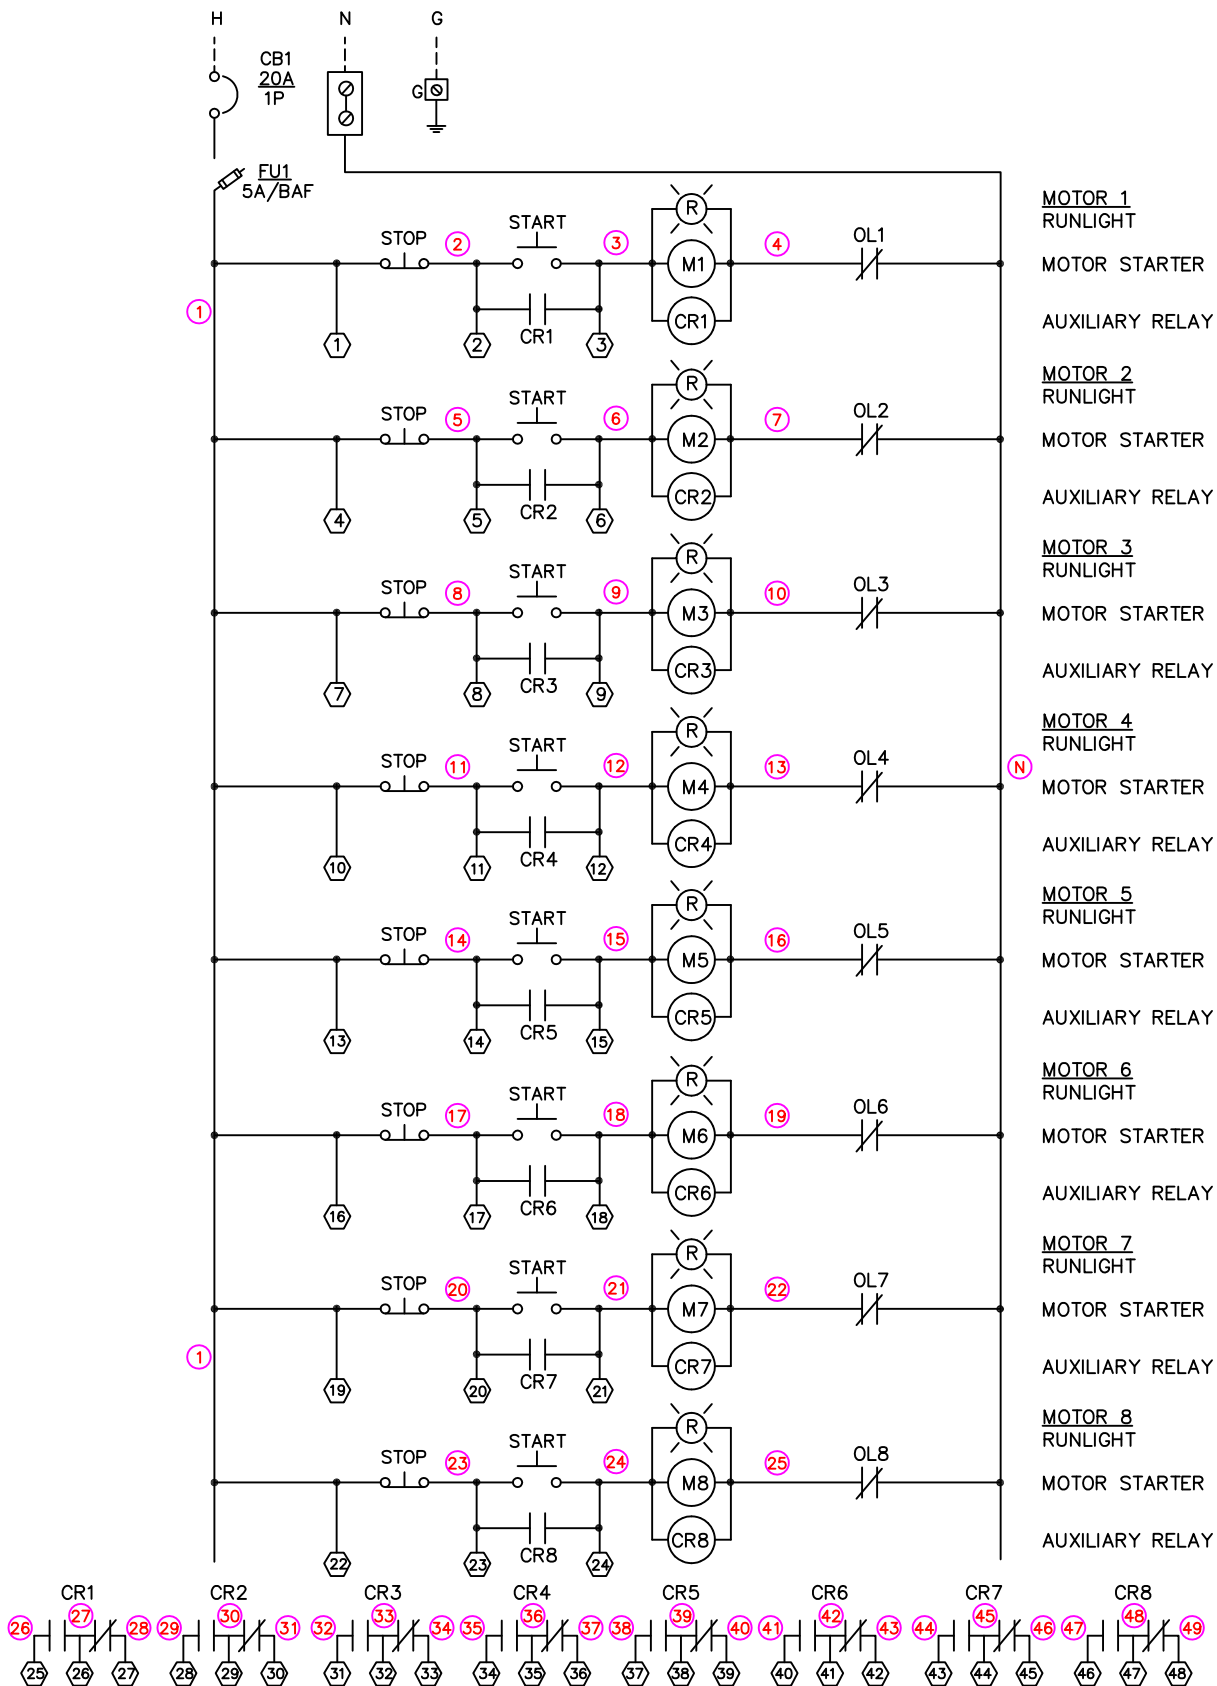 H N G
CB1
20A
1P
G
FU1
5A/BAF
MOTOR 1
RUNLIGHT
R
START
STOP 2 3 4 OL1
M1 MOTOR STARTER
1
CR1 AUXILIARY RELAY
CR1
1 2 3
MOTOR 2
RUNLIGHT
R
START
STOP 5 6 7 OL2
M2 MOTOR STARTER
CR2 AUXILIARY RELAY
CR2
4 5 6
MOTOR 3
RUNLIGHT
R
START
STOP 8 9 10 OL3
M3 MOTOR STARTER
CR3 AUXILIARY RELAY
CR3
7 8 9
MOTOR 4
RUNLIGHT
R
START
STOP 11 12 13 OL4 N
M4 MOTOR STARTER
CR4 AUXILIARY RELAY
CR4
10 11 12
MOTOR 5
RUNLIGHT
R
START
STOP 14 15 16 OL5
M5 MOTOR STARTER
CR5 AUXILIARY RELAY
CR5
13 14 15
MOTOR 6
RUNLIGHT
R
START
STOP 17 18 19 OL6
M6 MOTOR STARTER
CR6 AUXILIARY RELAY
CR6
16 17 18
MOTOR 7
RUNLIGHT
R
START
STOP 20 21 22 OL7
M7 MOTOR STARTER
1
CR7 AUXILIARY RELAY
CR7
19 20 21
MOTOR 8
RUNLIGHT
R
START
STOP 23 24 25 OL8
M8 MOTOR STARTER
CR8 AUXILIARY RELAY
CR8
22 23 24
CR1 CR2 CR3 CR4 CR5 CR6 CR7 CR8
26 27 28 29 30 31 32 33 34 35 36 37 38 39 40 41 42 43 44 45 46 47 48 49
25 26 27 28 29 30 31 32 33 34 35 36 37 38 39 40 41 42 43 44 45 46 47 48